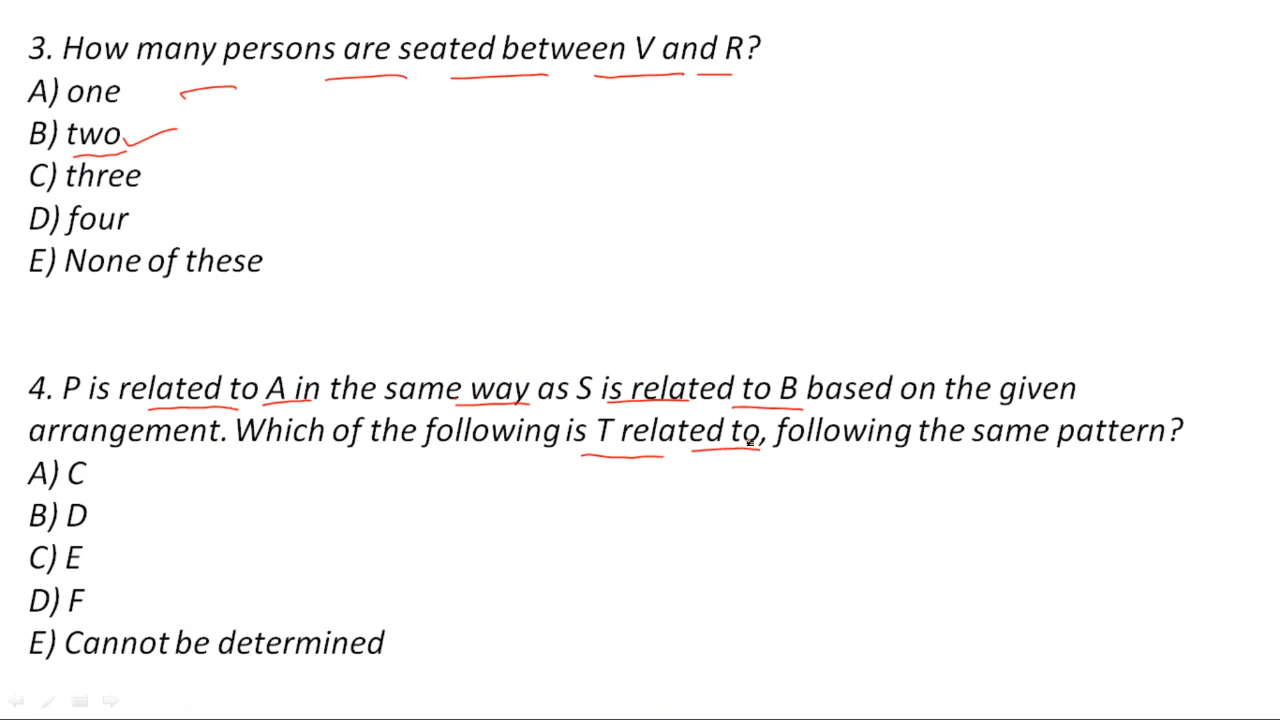 3. How many persons are seated between V and R?
A) one
B) two
C) three
D) four
E) None of these
4. P is related to A in the same way as S is related to B based on the given
arrangement. Which of the following is T related to, following the same pattern?
A) C
B) D
C) E
D) F
E) Cannot be determined